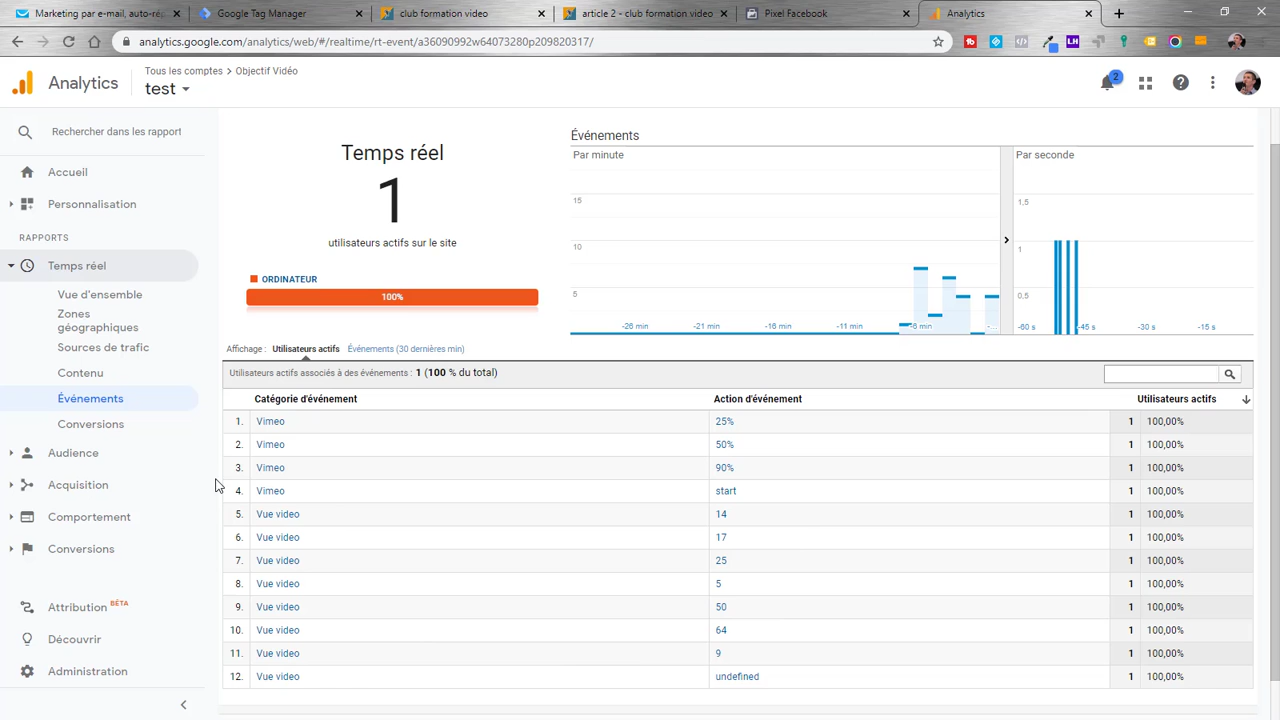 Marketing par e-mail, auto-rép
Google Tag Manager
club formation video
article 2 - club formation video
Pixel Facebook
Analytics
analytics.google.com/analytics/web/#/realtime/rt-event/a36090992w64073280p209820317/
Analytics
Tous les comptes > Objectif Vidéo
test
2
Rechercher dans les rapport
Accueil
Personnalisation
RAPPORTS
Temps réel
Vue d'ensemble
Zones
géographiques
Sources de trafic
Contenu
Événements
Conversions
Audience
Acquisition
Comportement
Conversions
Attribution BÊTA
Découvrir
Administration
Temps réel
1
utilisateurs actifs sur le site
ORDINATEUR
100%
Événements
Par minute
15
10
5
-26 min -21 min -16 min -11 min -6 min
Par seconde
1,5
1
0,5
-60 s -45 s -30 s -15 s
Affichage : Utilisateurs actifs Événements (30 dernières min)
Utilisateurs actifs associés à des événements : 1 (100 % du total)
Catégorie d'événement Action d'événement Utilisateurs actifs
1. Vimeo 25% 1 100,00%
2. Vimeo 50% 1 100,00%
3. Vimeo 90% 1 100,00%
4. Vimeo start 1 100,00%
5. Vue video 14 1 100,00%
6. Vue video 17 1 100,00%
7. Vue video 25 1 100,00%
8. Vue video 5 1 100,00%
9. Vue video 50 1 100,00%
10. Vue video 64 1 100,00%
11. Vue video 9 1 100,00%
12. Vue video undefined 1 100,00%